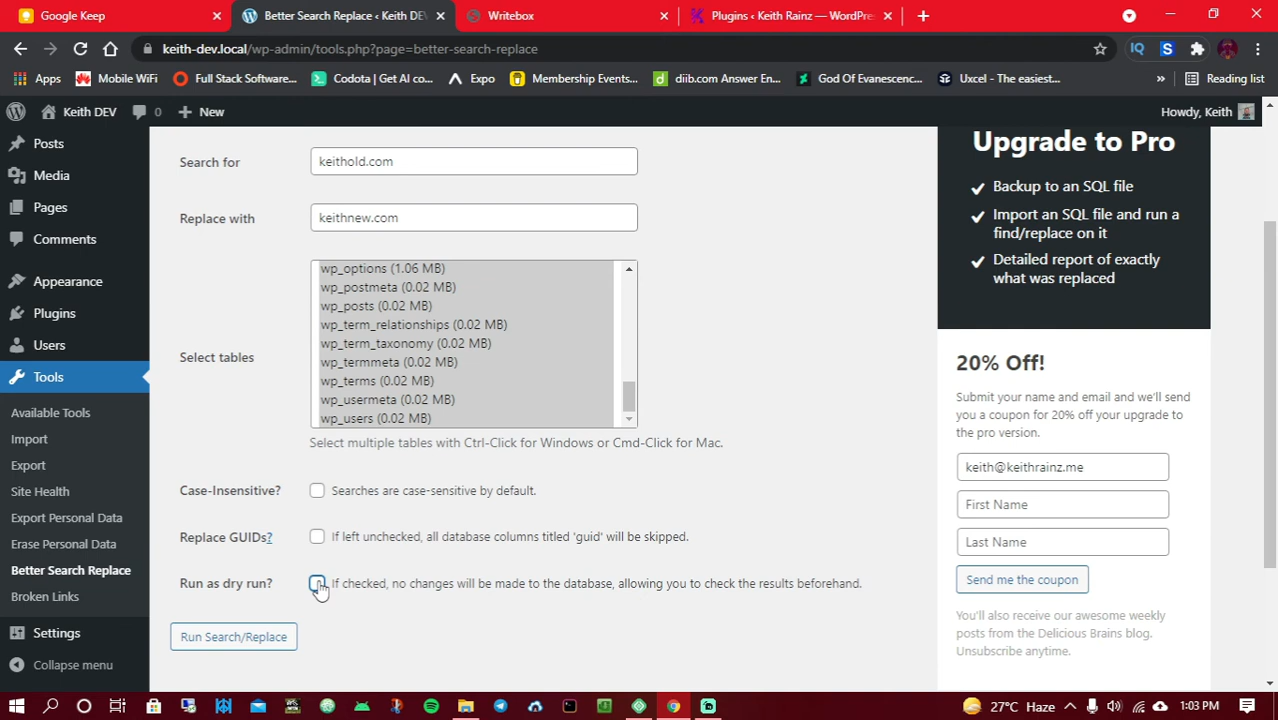 Google Keep
Better Search Replace ‹ Keith DE
Writebox
Plugins ‹ Keith Rainz — WordPre
keith-dev.local/wp-admin/tools.php?page=better-search-replace
Apps
Mobile WiFi
Full Stack Software...
Codota | Get AI co...
Expo
Membership Events...
diib.com Answer En...
God Of Evanescenc...
Uxcel - The easiest...
»
Reading list
Keith DEV
0
New
Howdy, Keith
Posts
Media
Pages
Comments
Appearance
Plugins
Users
Tools
Available Tools
Import
Export
Site Health
Export Personal Data
Erase Personal Data
Better Search Replace
Broken Links
Settings
Collapse menu
Search for
keithold.com
Replace with
keithnew.com
Select tables
wp_options (1.06 MB)
wp_postmeta (0.02 MB)
wp_posts (0.02 MB)
wp_term_relationships (0.02 MB)
wp_term_taxonomy (0.02 MB)
wp_termmeta (0.02 MB)
wp_terms (0.02 MB)
wp_usermeta (0.02 MB)
wp_users (0.02 MB)
Select multiple tables with Ctrl-Click for Windows or Cmd-Click for Mac.
Case-Insensitive?
Searches are case-sensitive by default.
Replace GUIDs?
If left unchecked, all database columns titled 'guid' will be skipped.
Run as dry run?
If checked, no changes will be made to the database, allowing you to check the results beforehand.
Run Search/Replace
Upgrade to Pro
Backup to an SQL file
Import an SQL file and run a
find/replace on it
Detailed report of exactly
what was replaced
20% Off!
Submit your name and email and we'll send
you a coupon for 20% off your upgrade to
the pro version.
keith@keithrainz.me
First Name
Last Name
Send me the coupon
You'll also receive our awesome weekly
posts from the Delicious Brains blog.
Unsubscribe anytime.
27°C Haze
1:03 PM